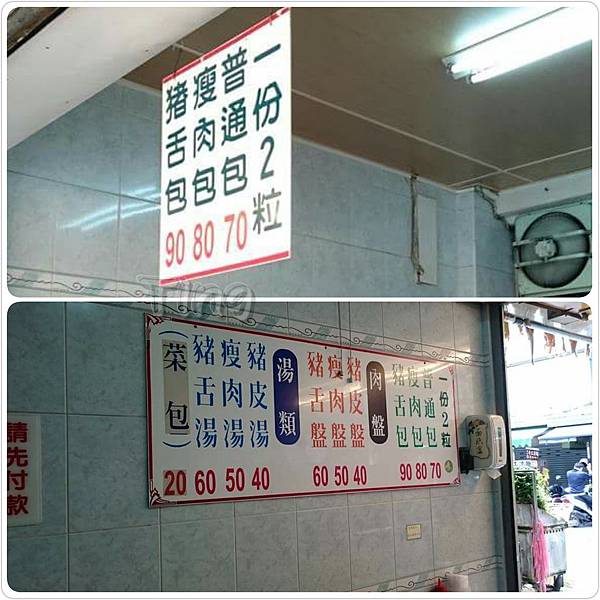 一份2粒
普通包 70
瘦肉包 80
豬舌包 90
Tina
一份2粒
普通包 70
瘦肉包 80
豬舌包 90
肉盤
豬皮盤 40
瘦肉盤 50
豬舌盤 60
湯類
豬皮湯 40
瘦肉湯 50
豬舌湯 60
(菜包) 20
請先付款